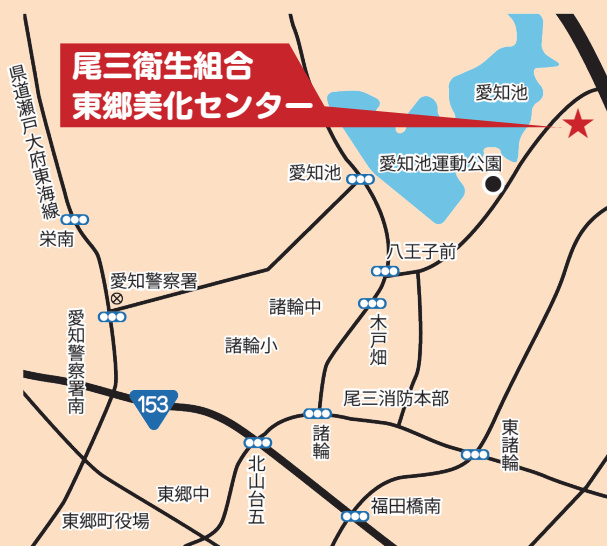 尾三衛生組合
東郷美化センター
県道瀬戸大府東海線
愛知池
愛知池運動公園
愛知池
栄南
八王子前
愛知警察署
諸輪中
木戸畑
愛知警察署南
諸輪小
153
尾三消防本部
諸輪
東諸輪
北山台五
東郷中
福田橋南
東郷町役場